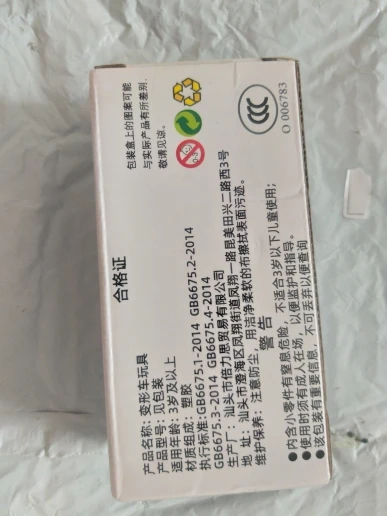 包装盒上的图案可能
与实际产品有所差别，
敬请见谅。
O 006783
合格证
产品名称: 变形车玩具
产品型号: 见包装
适用年龄: 3岁及以上
材质组成: 塑胶
执行标准:GB6675.1-2014 GB6675.2-2014
GB6675.3-2014 GB6675.4-2014
生产厂: 汕头市倍力思贸易有限公司
地 址: 汕头市澄海区凤翔街道凤翔一路昆美田兴二路西3号
维护保养: 注意防尘，用洁净柔软的布擦拭表面污迹。
警告
●内含小零件有窒息危险，不适合3岁以下儿童使用；
●使用时须有成人在场，以便监护和指导。
●该包装有重要信息，不可丢弃以便查询